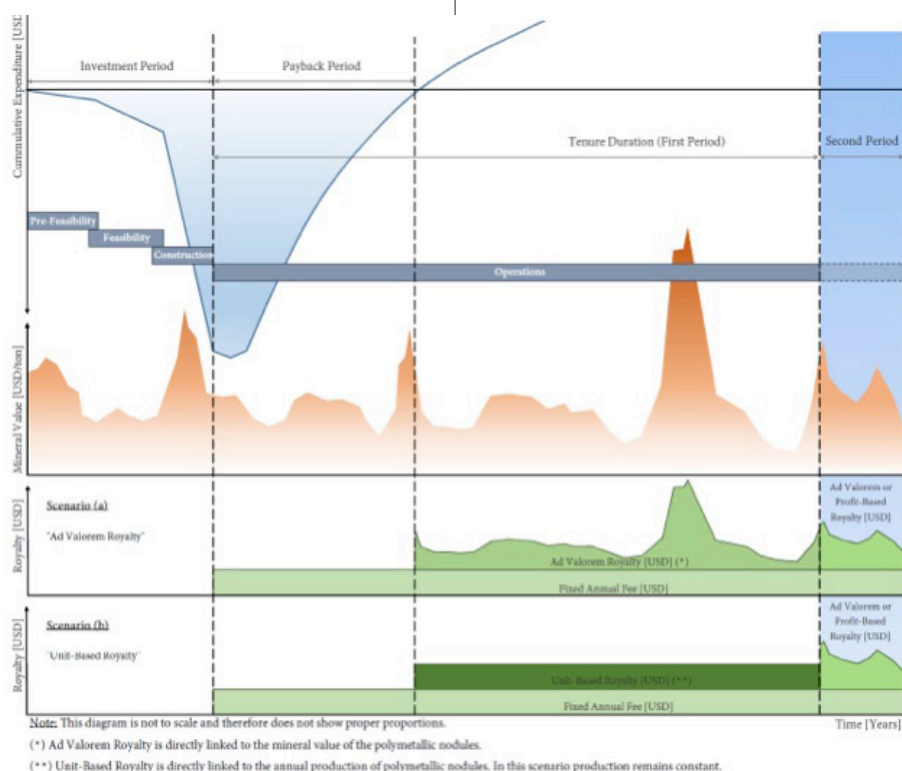 Cummulative Expenditure [USD
Investment Period
Payback Period
Tenure Duration (First Period)
Second Period
Pre-Feasibility
Feasibility
Construction
Operations
Mineral Value [USD/ton]
Royalty [USD]
Scenario (a)
"Ad Valorem Royalty"
Ad Valorem or
Profit-Based
Royalty [USD]
Ad Valorem Royalty [USD] (*)
Fixed Annual Fee [USD]
Royalty [USD]
Scenario (b)
"Unit-Based Royalty"
Ad Valorem or
Profit-Based
Royalty [USD]
Unit-Based Royalty [USD] (**)
Fixed Annual Fee [USD]
Note: This diagram is not to scale and therefore does not show proper proportions.
Time [Years]
(*) Ad Valorem Royalty is directly linked to the mineral value of the polymetallic nodules.
(**) Unit-Based Royalty is directly linked to the annual production of polymetallic nodules. In this scenario production remains constant.